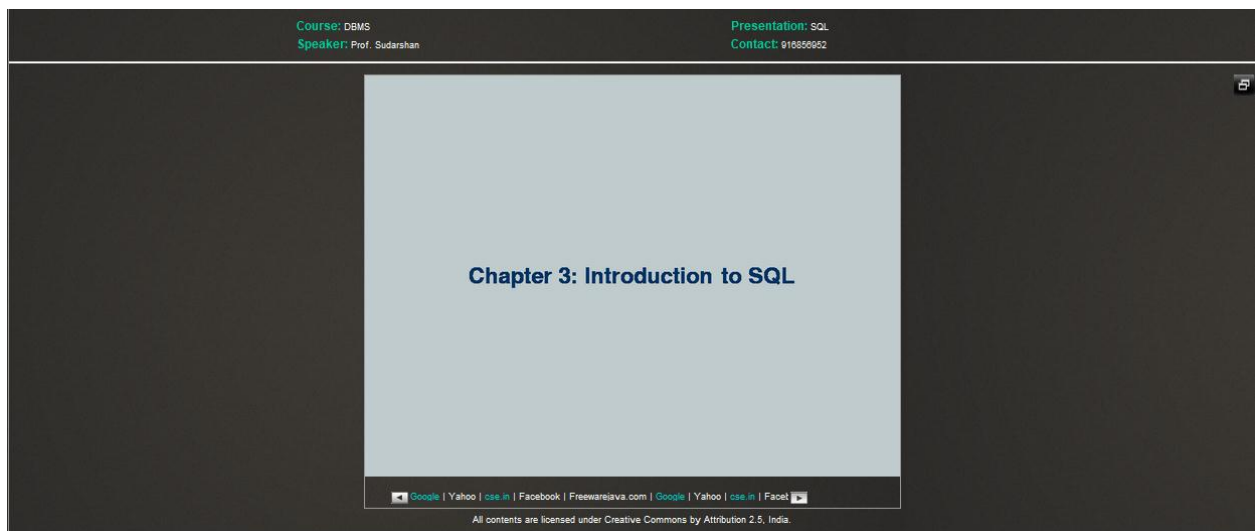 Course: DBMS
Presentation: SQL
Speaker: Prof. Sudarshan
Contact: 916856952
Chapter 3: Introduction to SQL
Google | Yahoo | cse.in | Facebook | Freewarejava.com | Google | Yahoo | cse.in | Facet
All contents are licensed under Creative Commons by Attribution 2.5, India.